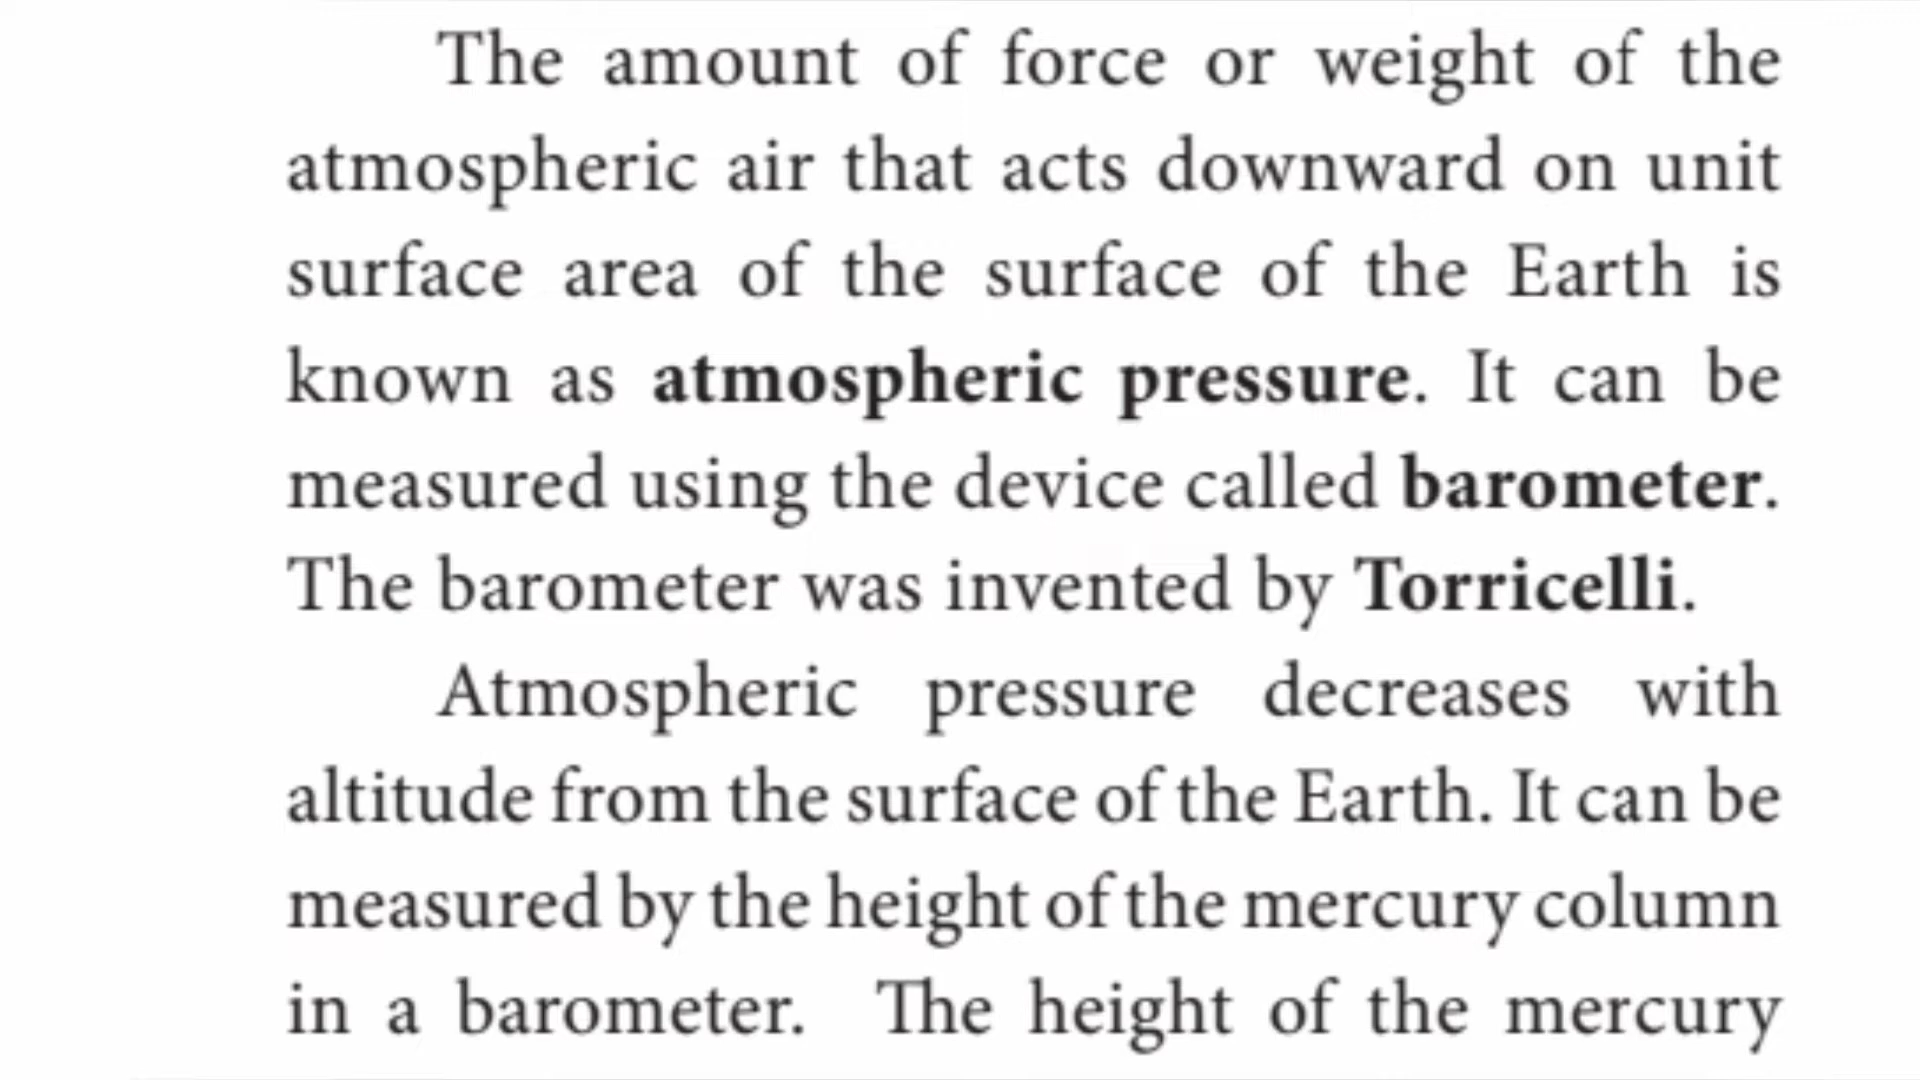 The amount of force or weight of the
atmospheric air that acts downward on unit
surface area of the surface of the Earth is
known as atmospheric pressure. It can be
measured using the device called barometer.
The barometer was invented by Torricelli.
Atmospheric pressure decreases with
altitude from the surface of the Earth. It can be
measured by the height of the mercury column
in a barometer. The height of the mercury